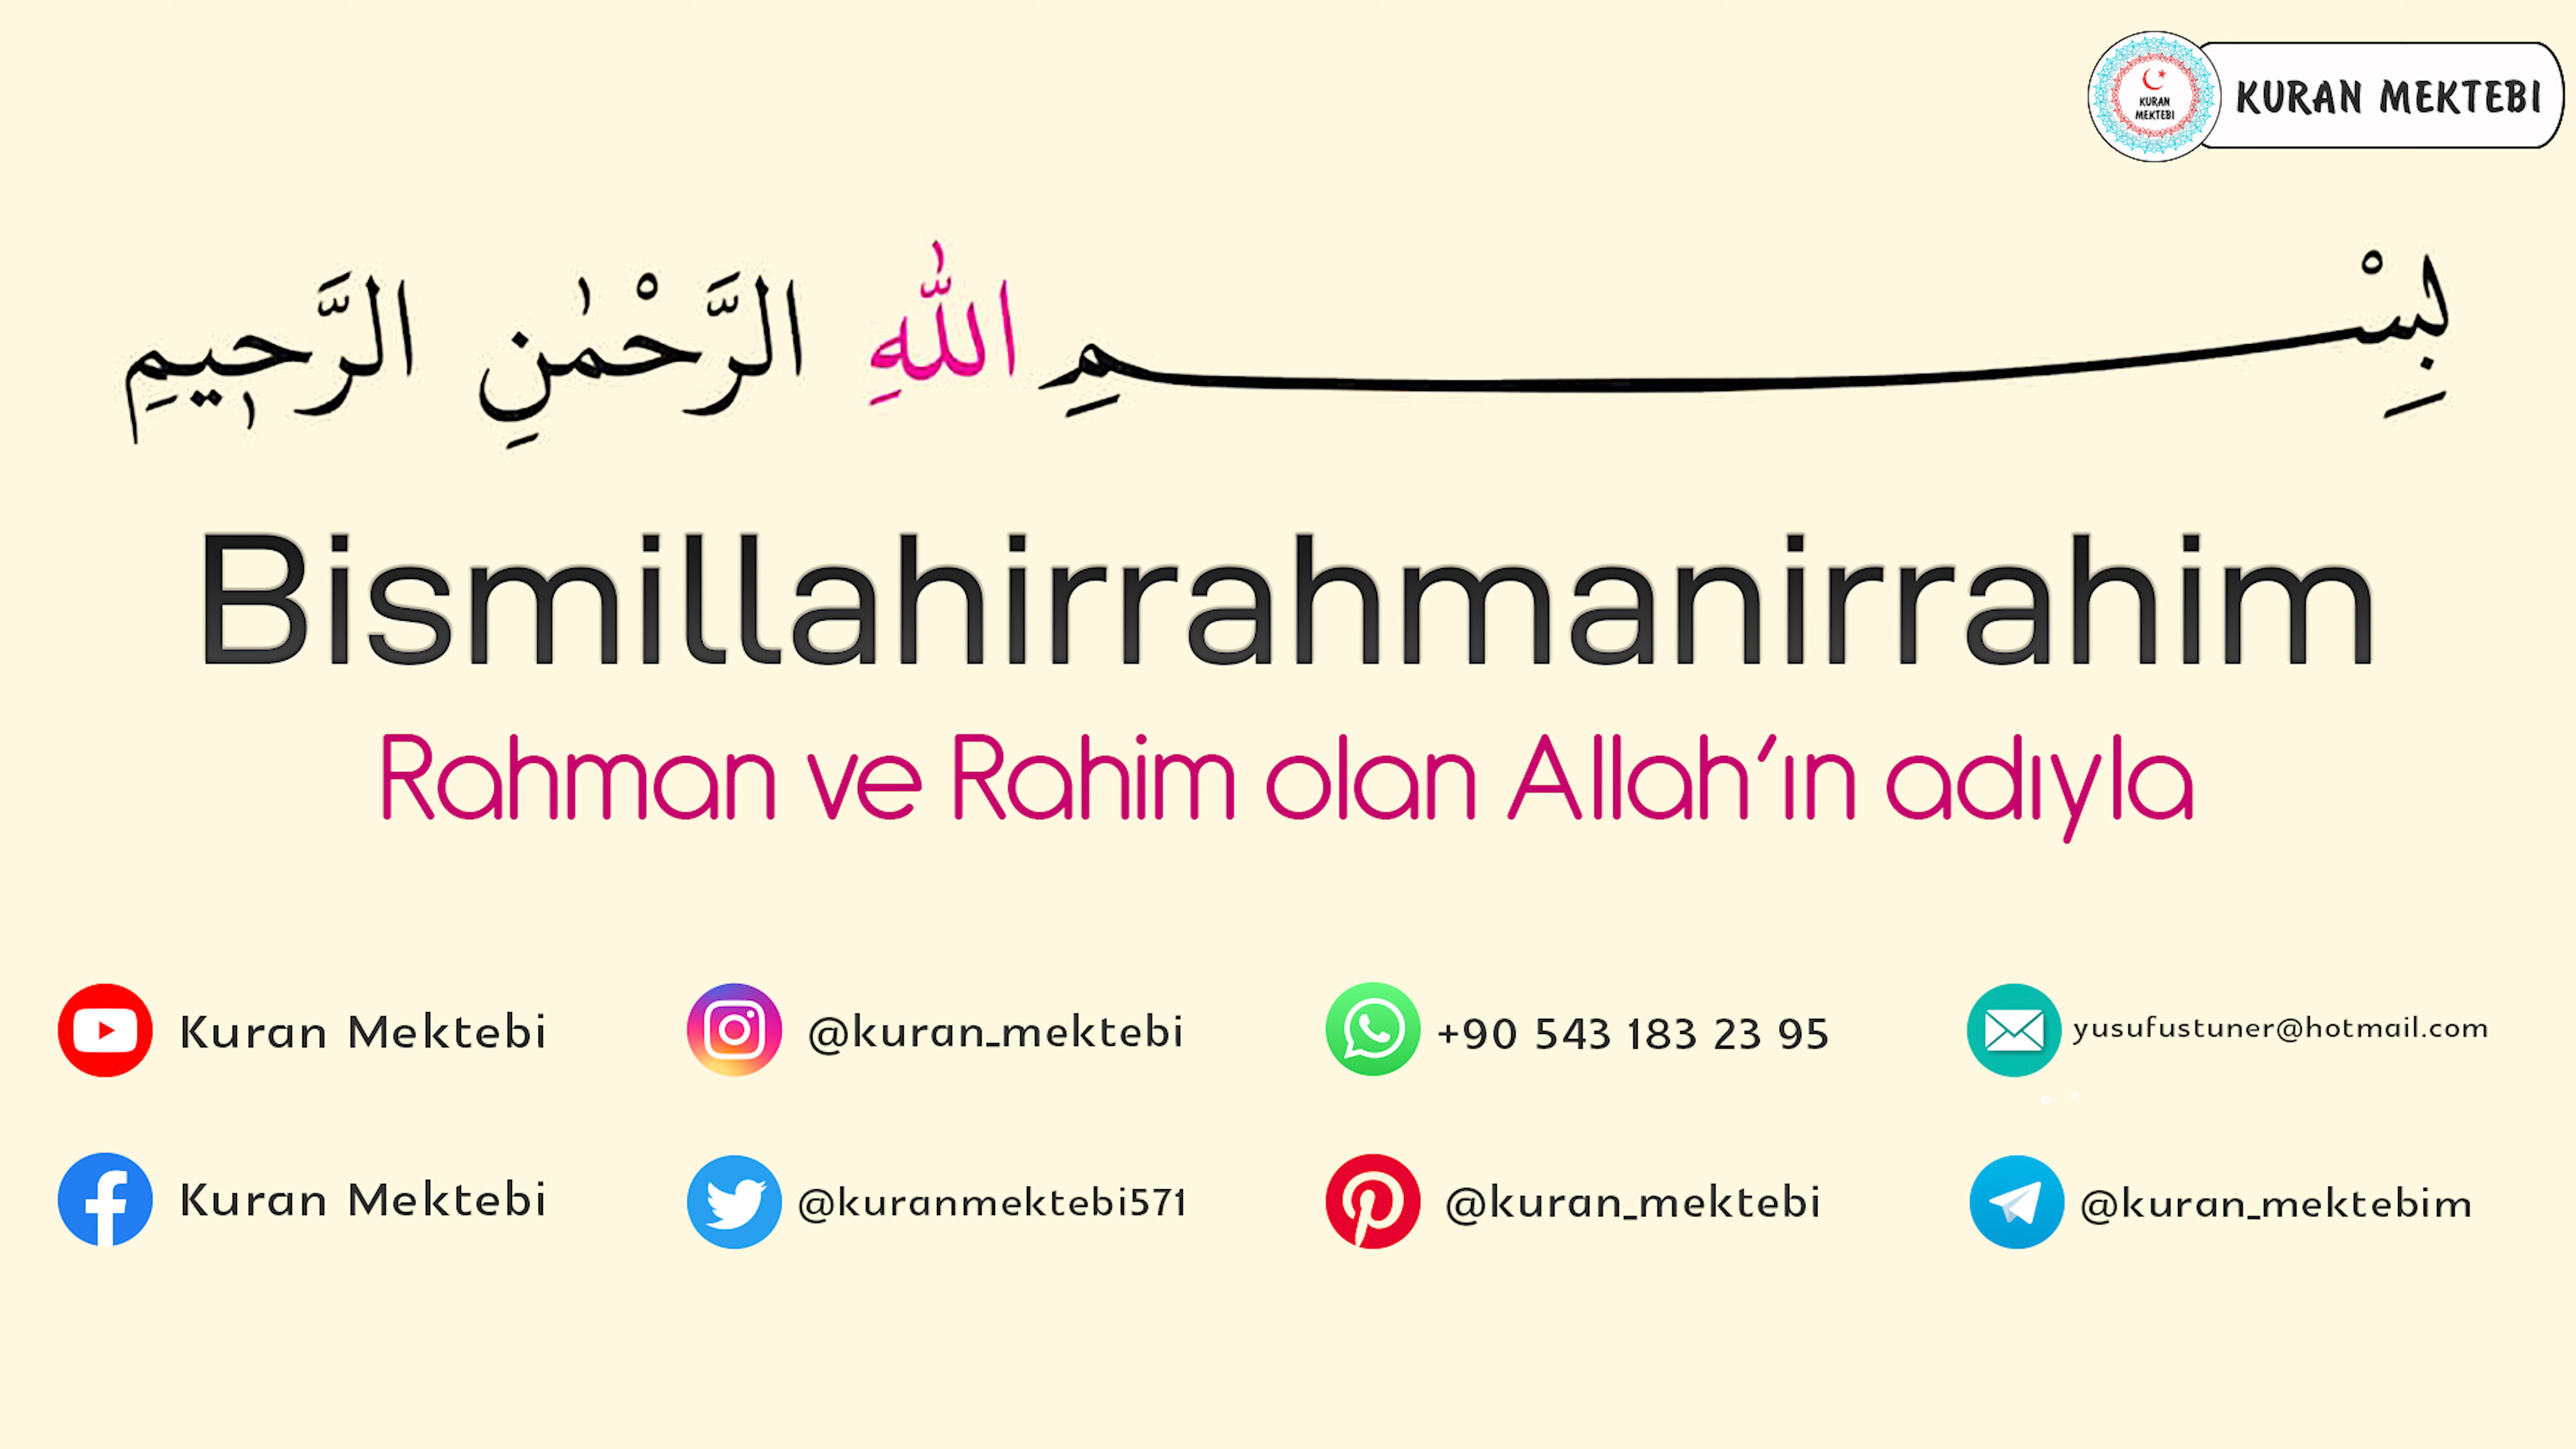 KURAN MEKTEBI
KURAN
MEKTEBI
بِسْــــمِ اللّٰهِ الرَّحْمٰنِ الرَّح۪يمِ
Bismillahirrahmanirrahim
Rahman ve Rahim olan Allah'ın adıyla
Kuran Mektebi @kuran_mektebi +90 543 183 23 95 yusufustuner@hotmail.com
Kuran Mektebi @kuranmektebi571 @kuran_mektebi @kuran_mektebim